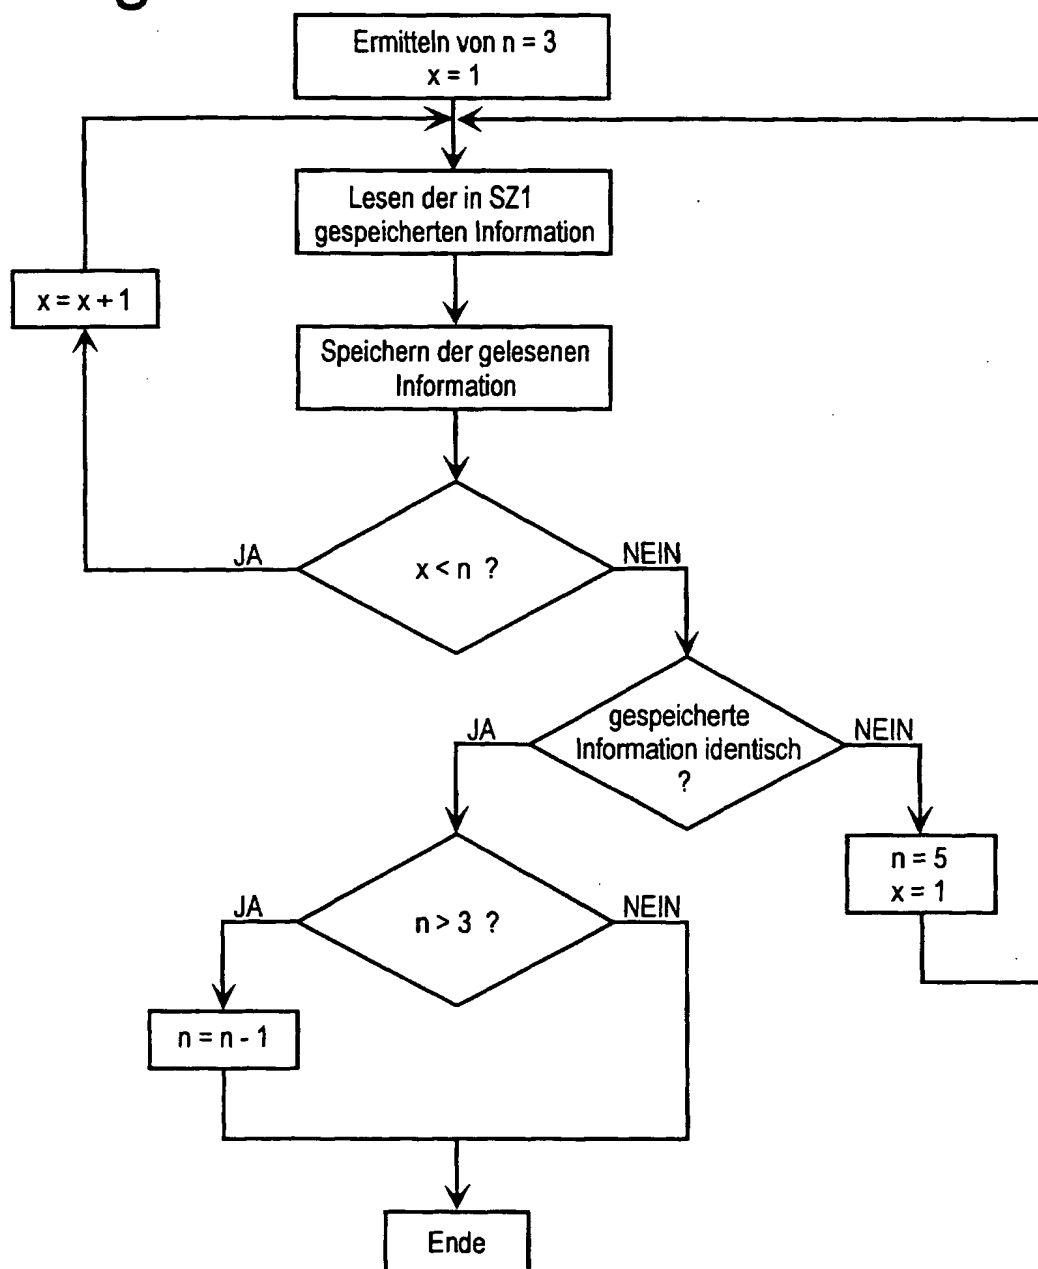 g
Ermitteln von n = 3
x = 1
Lesen der in SZ1
gespeicherten Information
x = x + 1
Speichern der gelesenen
Information
JA
x < n ?
NEIN
JA
gespeicherte
Information identisch
?
NEIN
n = 5
x = 1
JA
n > 3 ?
NEIN
n = n - 1
Ende